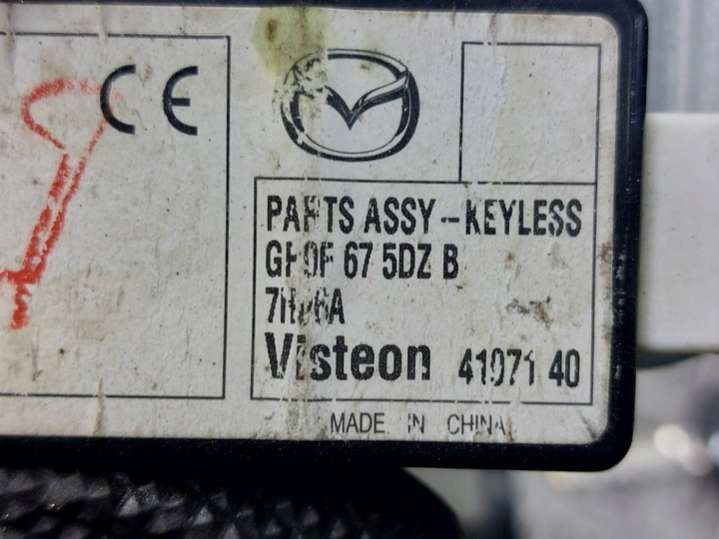 CE
PARTS ASSY-KEYLESS
67 5DZ B
Visteon 41071 40
MADE IN CHINA